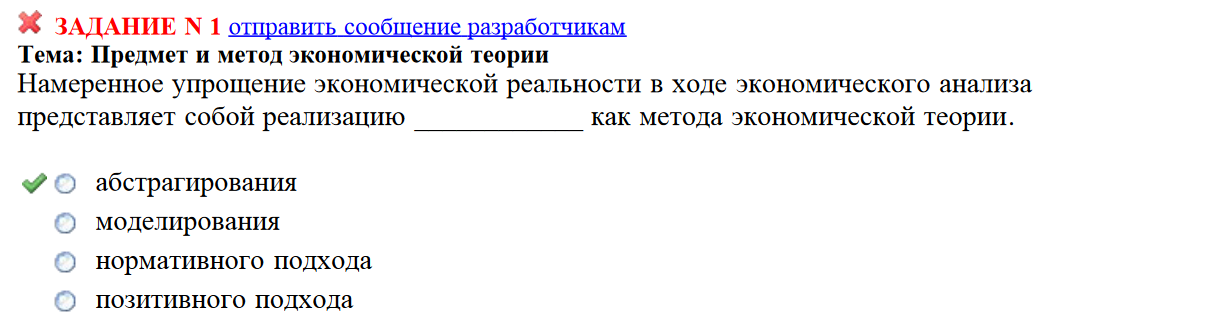 ЗАДАНИЕ N 1 отправить сообщение разработчикам
Тема: Предмет и метод экономической теории
Намеренное упрощение экономической реальности в ходе экономического анализа
представляет собой реализацию ____________ как метода экономической теории.
абстрагирования
моделирования
нормативного подхода
позитивного подхода